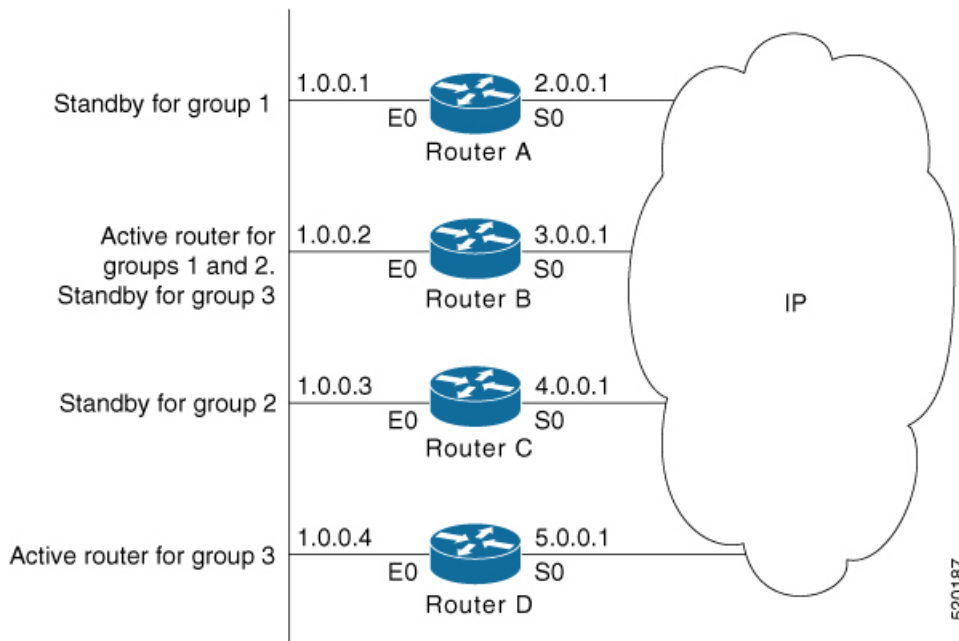 Standby for group 1
1.0.0.1
2.0.0.1
E0
S0
Router A
Active router for
groups 1 and 2.
Standby for group 3
1.0.0.2
3.0.0.1
E0
S0
Router B
IP
Standby for group 2
1.0.0.3
4.0.0.1
E0
S0
Router C
Active router for group 3
1.0.0.4
5.0.0.1
E0
S0
Router D
520187